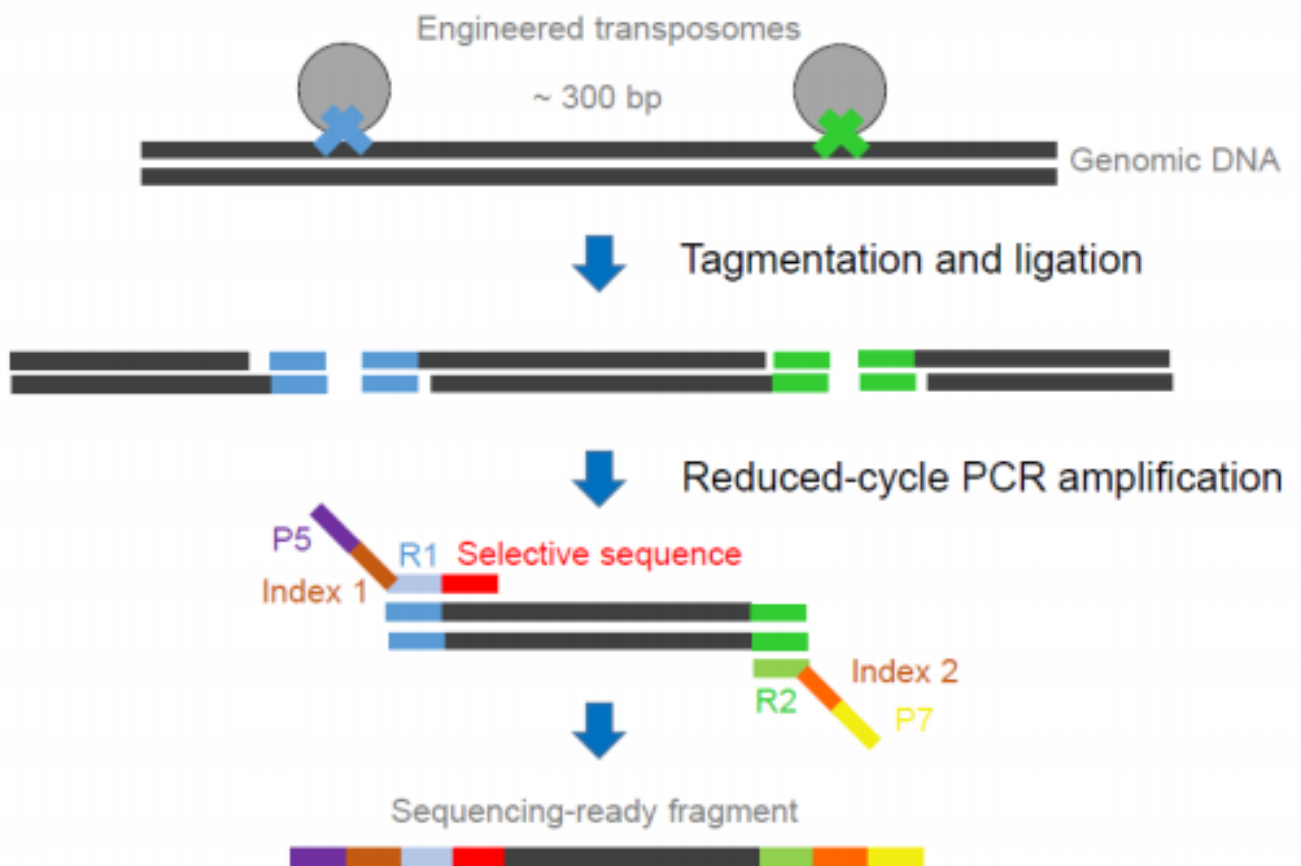 Engineered transposomes
~ 300 bp
Genomic DNA
Tagmentation and ligation
Reduced-cycle PCR amplification
P5
R1 Selective sequence
Index 1
Index 2
R2
P7
Sequencing-ready fragment